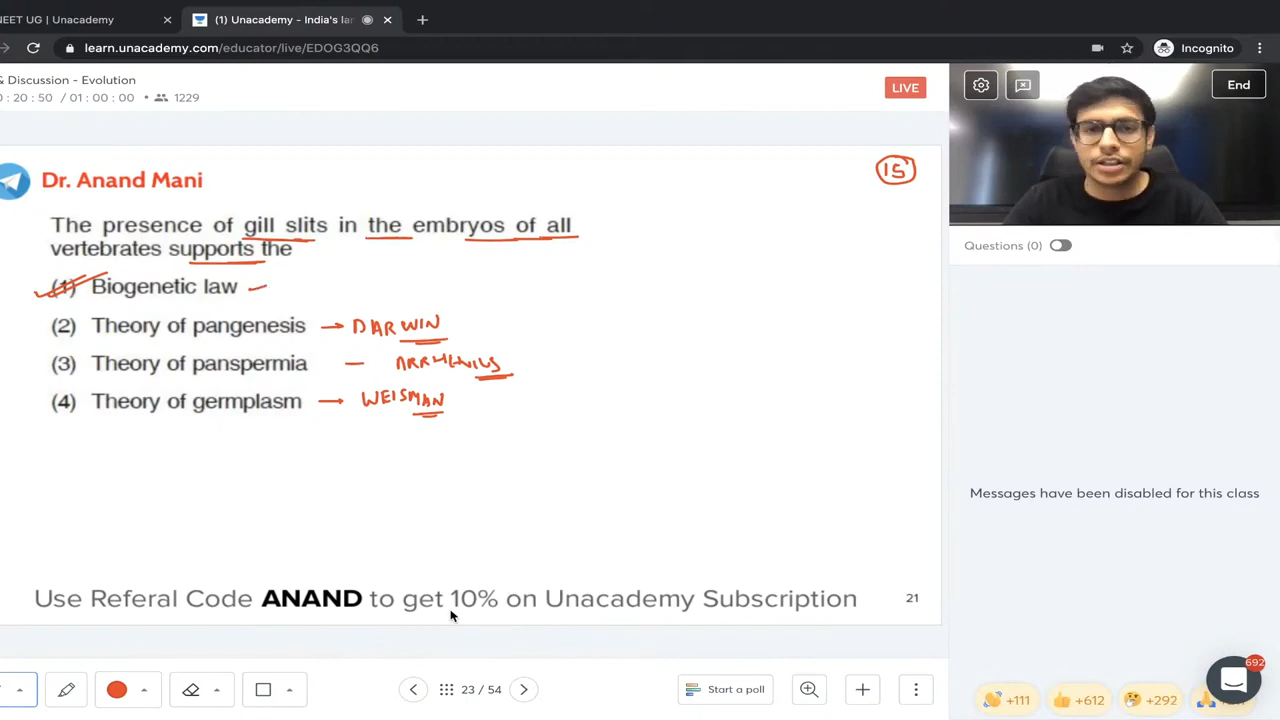 NEET UG | Unacademy
(1) Unacademy - India's lar
learn.unacademy.com/educator/live/EDOG3QQ6
Incognito
& Discussion - Evolution
0 : 20 : 50 / 01 : 00 : 00 • 1229
LIVE
End
Dr. Anand Mani
15
The presence of gill slits in the embryos of all
vertebrates supports the
(1) Biogenetic law
(2) Theory of pangenesis → DARWIN
(3) Theory of panspermia — ARRHENIUS
(4) Theory of germplasm → WEISMAN
Use Referal Code ANAND to get 10% on Unacademy Subscription
21
Questions (0)
Messages have been disabled for this class
23 / 54
Start a poll
692
+111
+612
+292